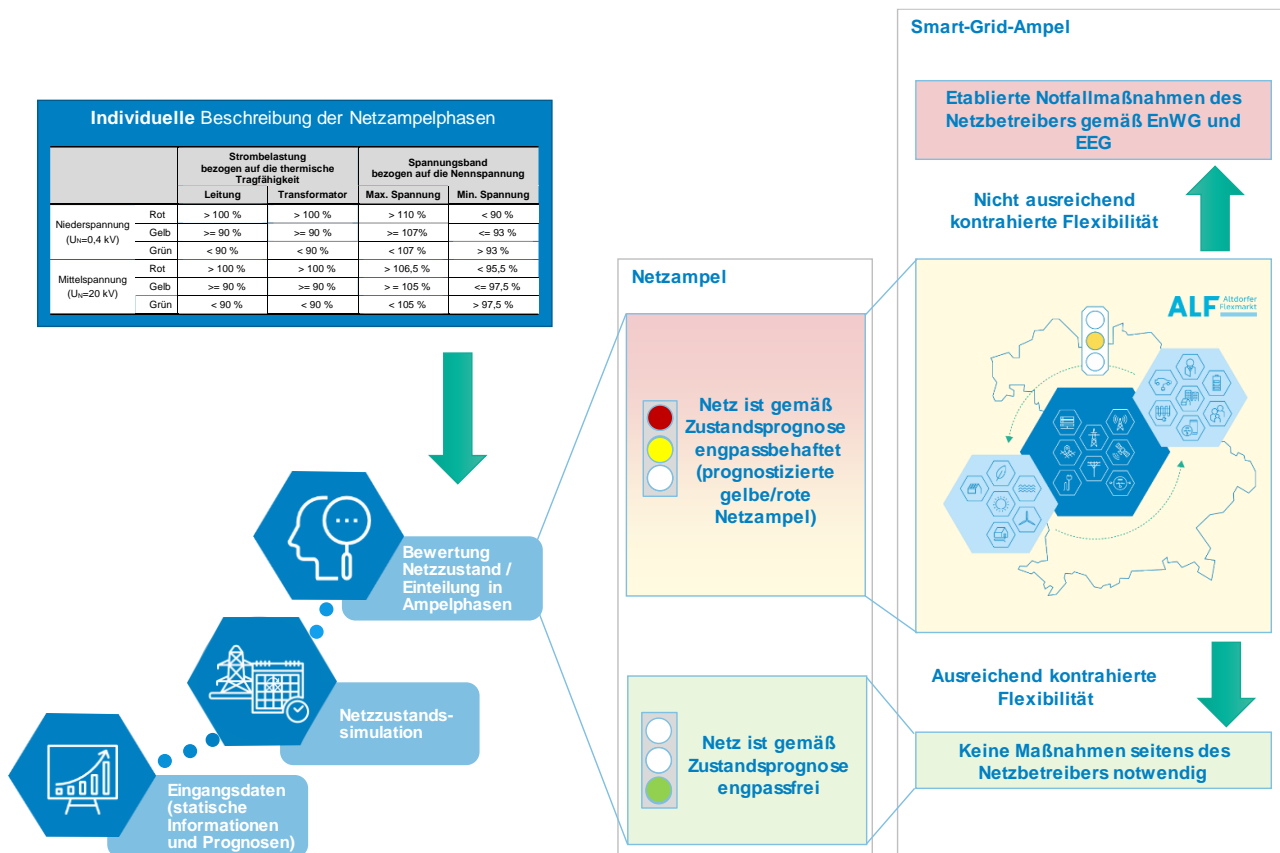 Smart-Grid-Ampel
Etablierte Notfallmaßnahmen des
Netzbetreibers gemäß EnWG und
EEG
Nicht ausreichend
kontrahierte Flexibilität
Individuelle Beschreibung der Netzampelphasen
Strombelastung
bezogen auf die thermische
Tragfähigkeit
Spannungsband
bezogen auf die Nennspannung
Leitung Transformator Max. Spannung Min. Spannung
Niederspannung
(UN=0,4 kV)
Rot > 100 % > 100 % > 110 % < 90 %
Gelb >= 90 % >= 90 % >= 107% <= 93 %
Grün < 90 % < 90 % < 107 % > 93 %
Mittelspannung
(UN=20 kV)
Rot > 100 % > 100 % > 106,5 % < 95,5 %
Gelb >= 90 % >= 90 % > = 105 % <= 97,5 %
Grün < 90 % < 90 % < 105 % > 97,5 %
Netzampel
Netz ist gemäß
Zustandsprognose
engpassbehaftet
(prognostizierte
gelbe/rote
Netzampel)
ALF Altdorfer
Flexmarkt
Bewertung
Netzzustand /
Einteilung in
Ampelphasen
Netzzustands-
simulation
Eingangsdaten
(statische
Informationen
und Prognosen)
Netz ist gemäß
Zustandsprognose
engpassfrei
Ausreichend kontrahierte
Flexibilität
Keine Maßnahmen seitens des
Netzbetreibers notwendig